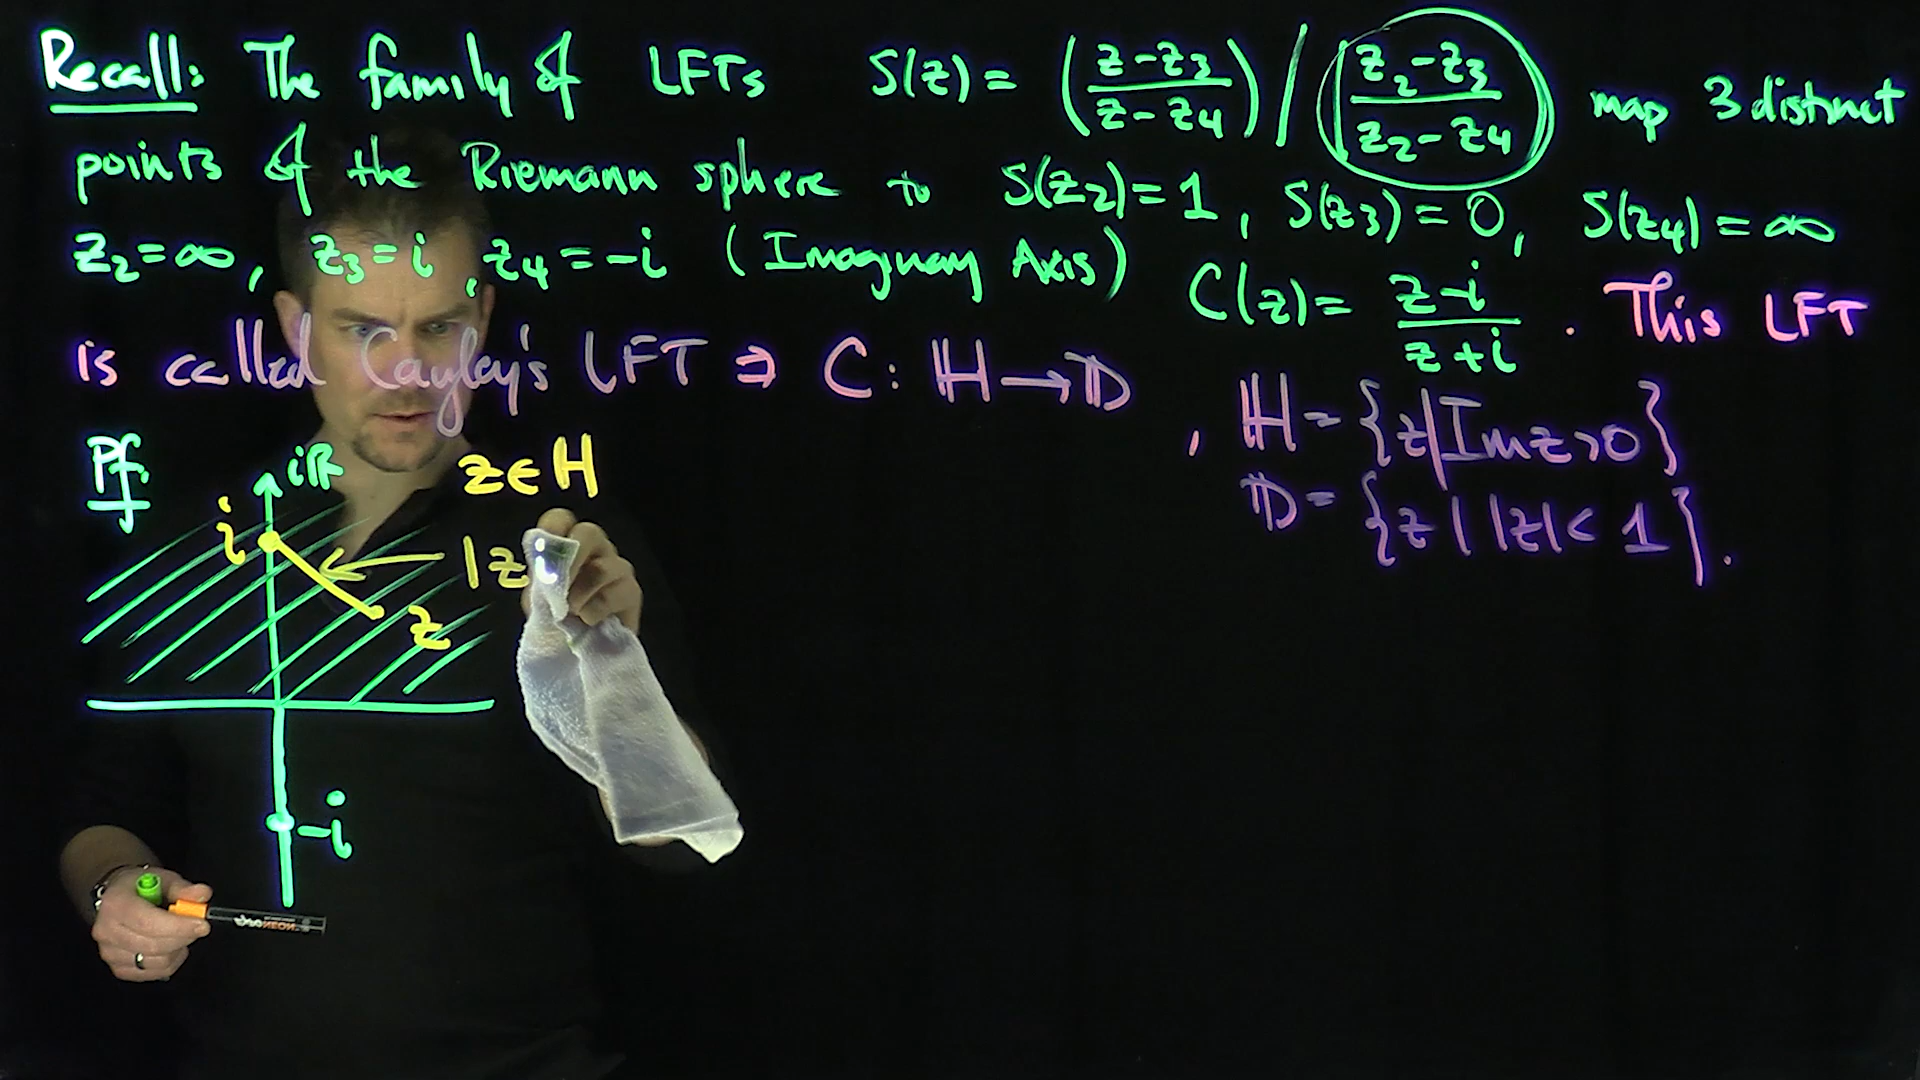 Recall: The family of LFTs S(z) = (z-z₃ / z-z₄) / (z₂-z₃ / z₂-z₄) map 3 distinct
points of the Riemann sphere to S(z₂)=1, S(z₃)=0, S(z₄)=∞
z₂=∞, z₃=i, z₄=-i (Imaginary Axis) C(z)= z-i / z+i . This LFT
is called Cayley's LFT ⇒ C: ℍ→𝔻 , ℍ={z|Im z>0}
𝔻={z||z|<1}.
Pf.
iℝ
z∈H
i
|z i
z
-i